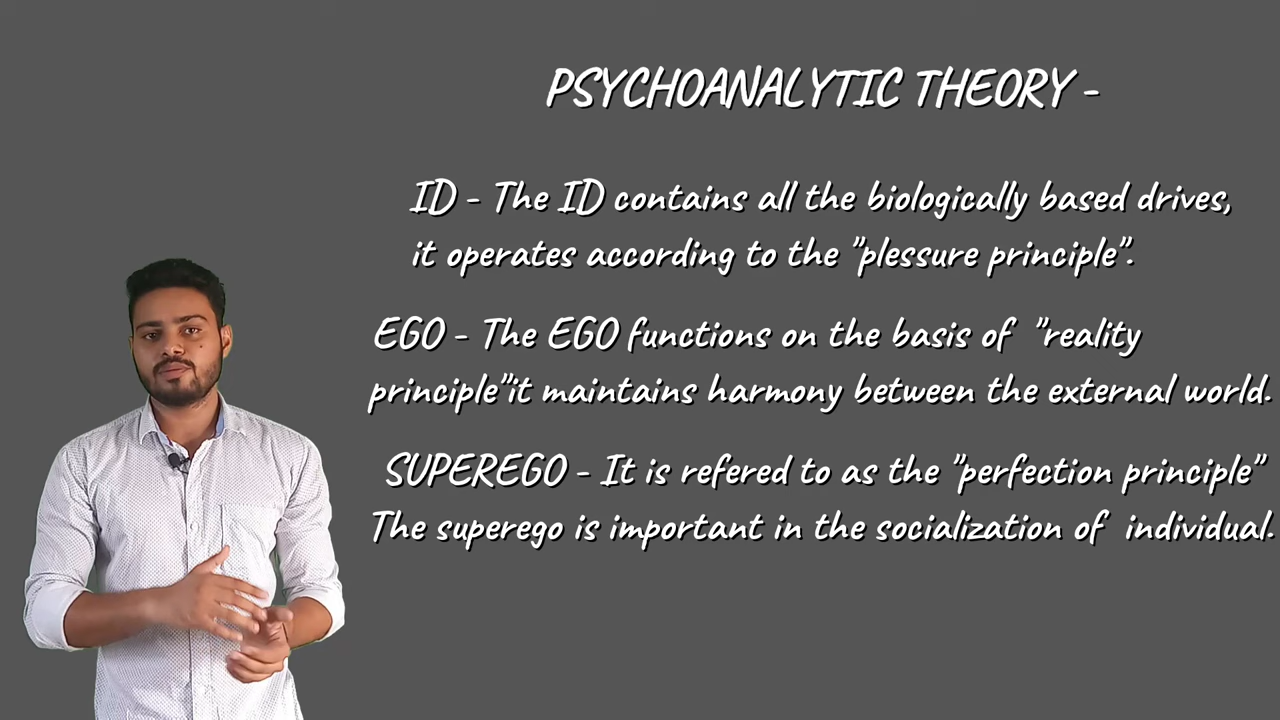 PSYCHOANALYTIC THEORY -
ID - The ID contains all the biologically based drives,
it operates according to the "plessure principle".
EGO - The EGO functions on the basis of "reality
principle"it maintains harmony between the external world.
SUPEREGO - It is refered to as the "perfection principle"
The superego is important in the socialization of individual.